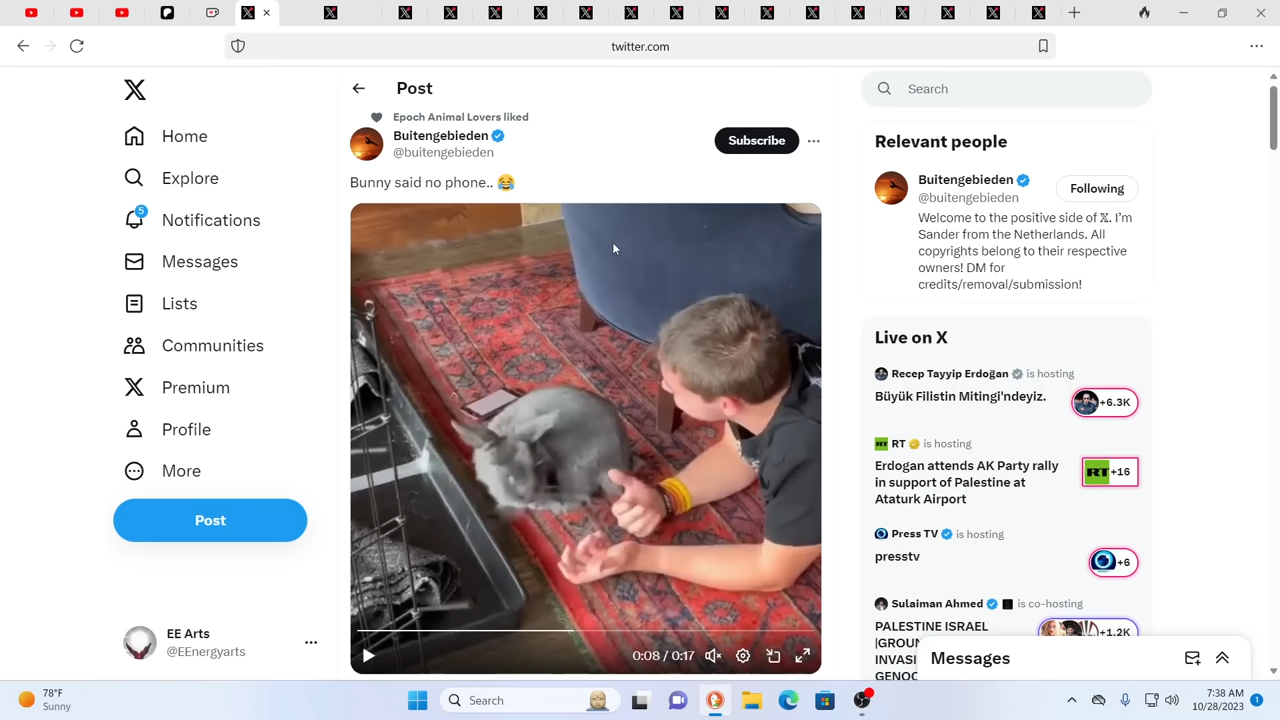 twitter.com
Post
Search
Epoch Animal Lovers liked
Buitengebieden
@buitengebieden
Subscribe
Bunny said no phone.. 😂
0:08 / 0:17
Home
Explore
5
Notifications
Messages
Lists
Communities
Premium
Profile
More
Post
EE Arts
@EEnergyarts
Relevant people
Buitengebieden
@buitengebieden
Following
Welcome to the positive side of 𝕏. I'm
Sander from the Netherlands. All
copyrights belong to their respective
owners! DM for
credits/removal/submission!
Live on X
Recep Tayyip Erdoğan is hosting
Büyük Filistin Mitingi'ndeyiz.
+6.3K
RT is hosting
Erdogan attends AK Party rally
in support of Palestine at
Ataturk Airport
RT +16
Press TV is hosting
presstv
+6
Sulaiman Ahmed is co-hosting
PALESTINE ISRAEL
+1.2K
|GROUN
INVASI
GENOC
Messages
78°F
Sunny
Search
7:38 AM
10/28/2023
1